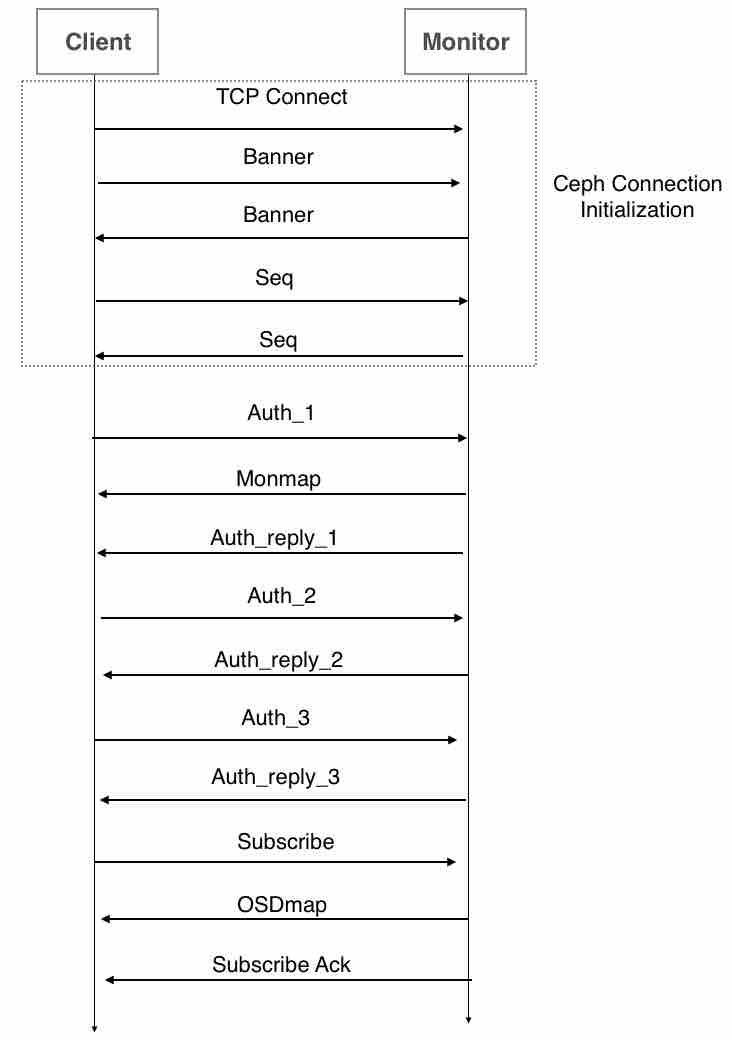 Client
Monitor
TCP Connect
Banner
Ceph Connection
Initialization
Banner
Seq
Seq
Auth_1
Monmap
Auth_reply_1
Auth_2
Auth_reply_2
Auth_3
Auth_reply_3
Subscribe
OSDmap
Subscribe Ack